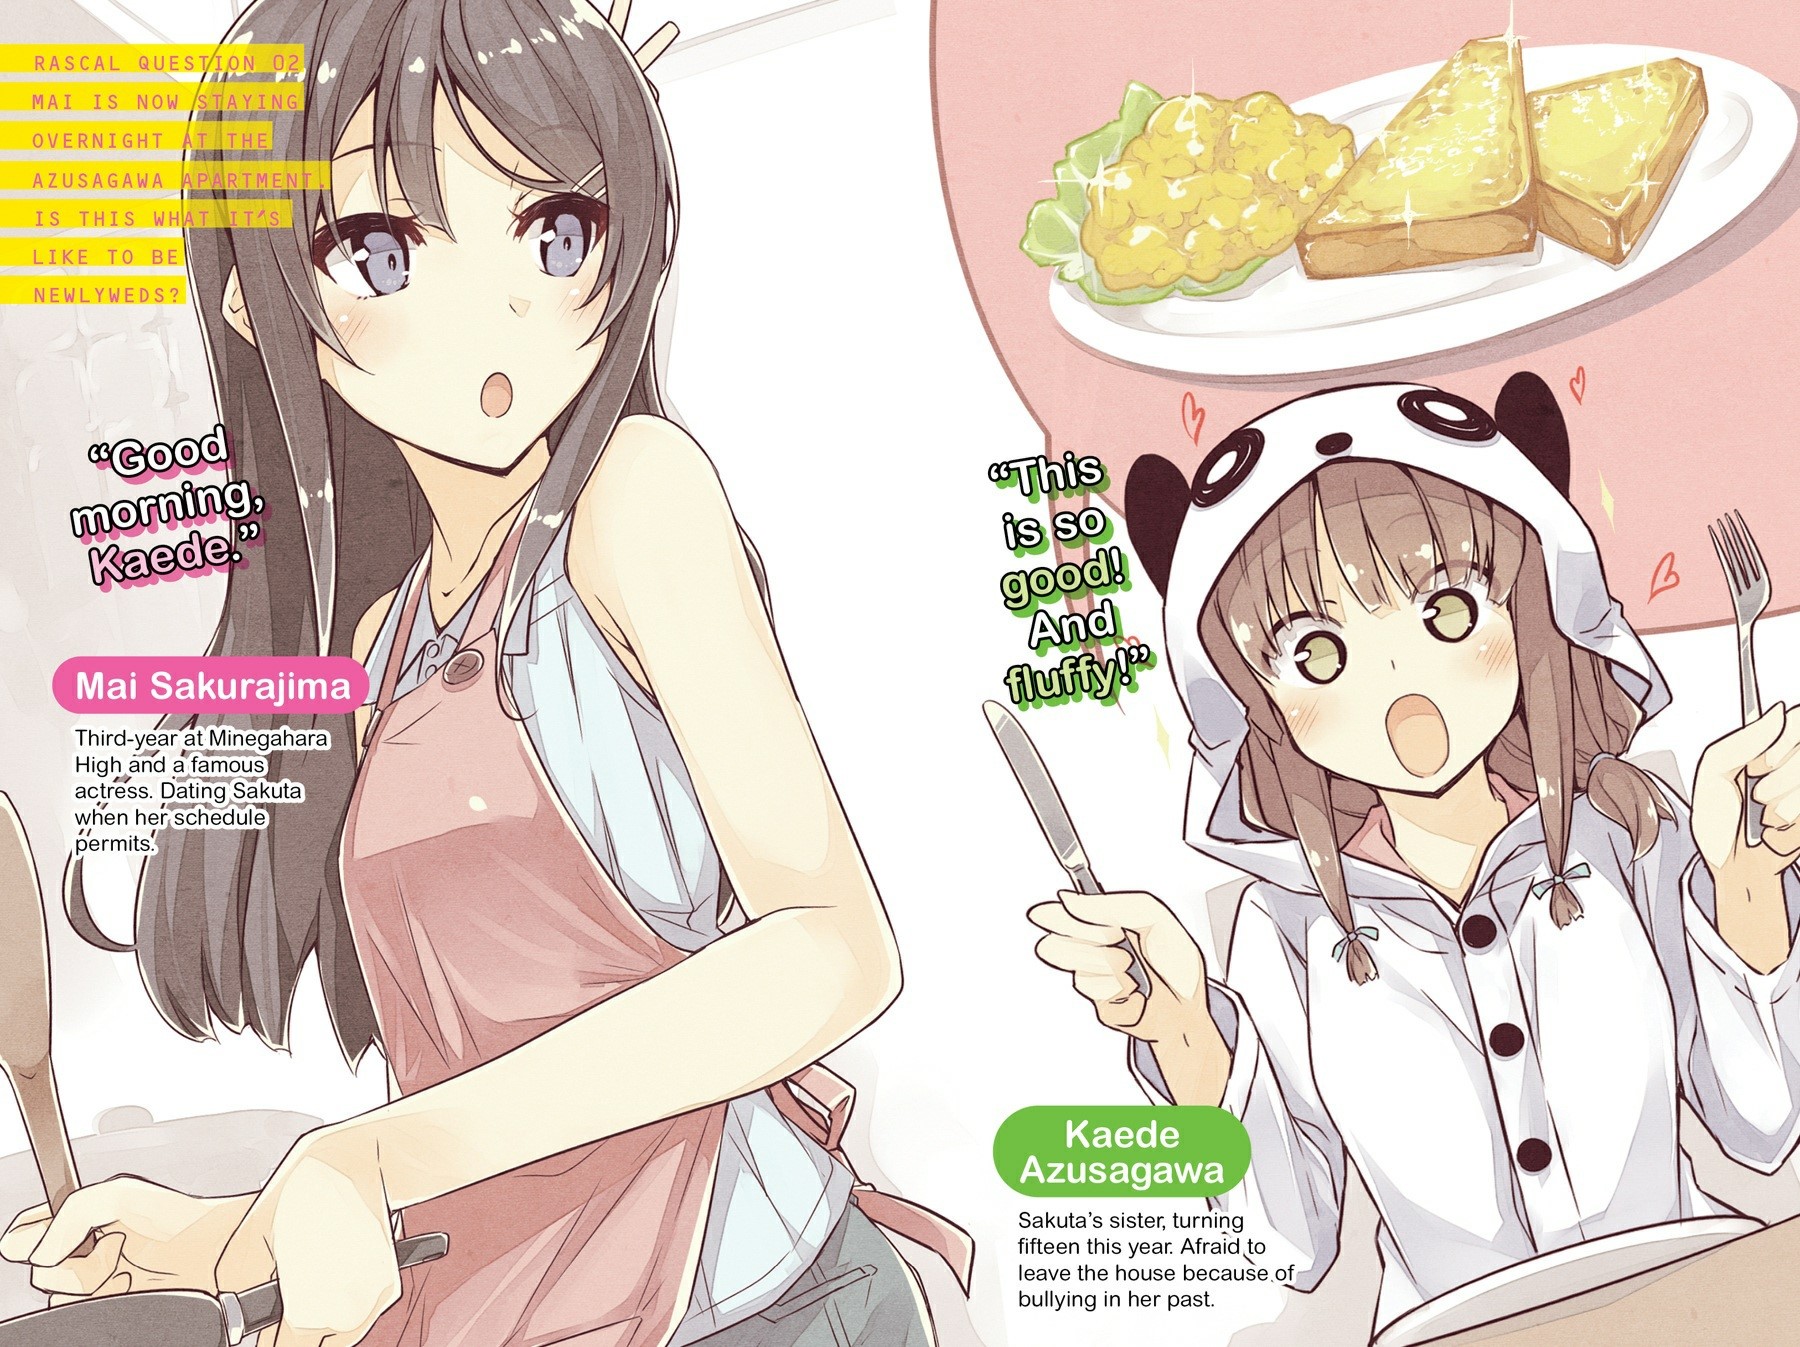 RASCAL QUESTION 02
MAI IS NOW STAYING
OVERNIGHT AT THE
AZUSAGAWA APARTMENT.
IS THIS WHAT IT'S
LIKE TO BE
NEWLYWEDS?
“Good
morning,
Kaede.”
Mai Sakurajima
Third-year at Minegahara
High and a famous
actress. Dating Sakuta
when her schedule
permits.
“This
is so
good!
And
fluffy!”
Kaede
Azusagawa
Sakuta’s sister, turning
fifteen this year. Afraid to
leave the house because of
bullying in her past.